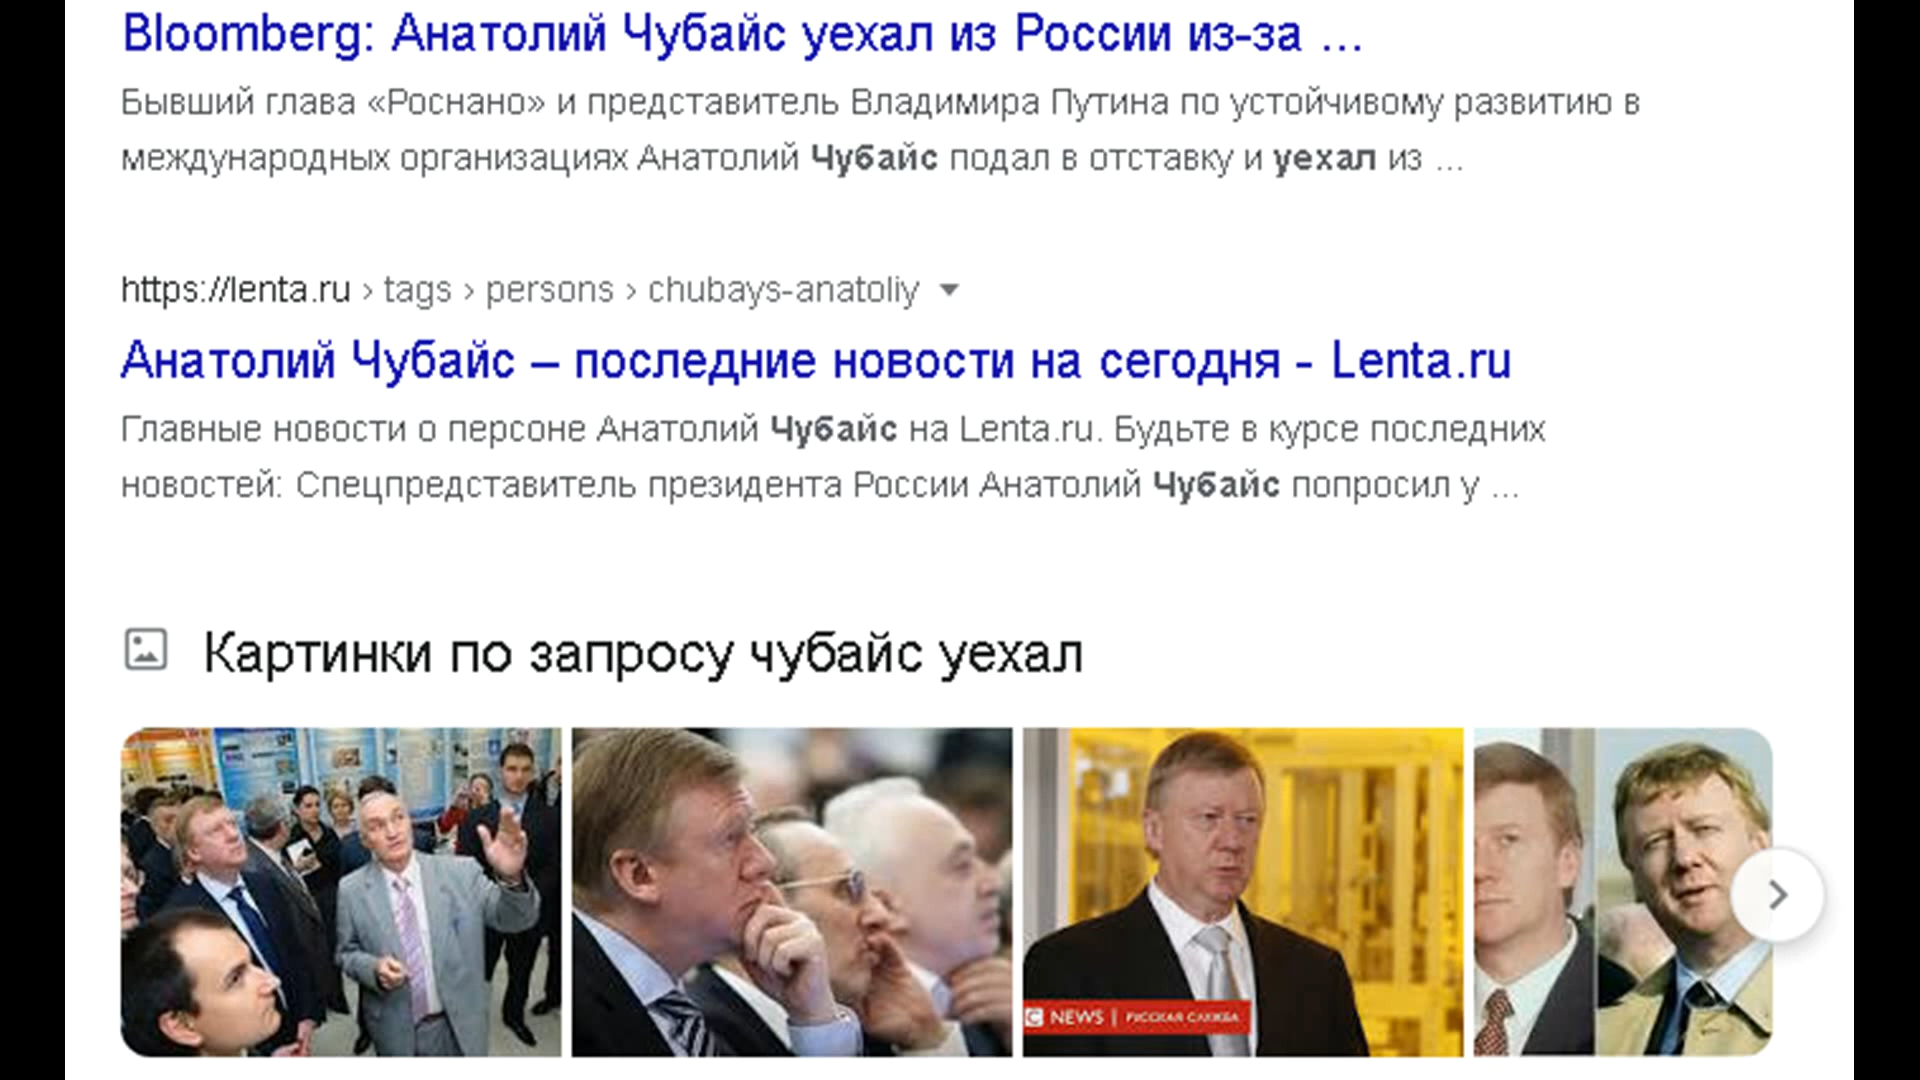 Bloomberg: Анатолий Чубайс уехал из России из-за ...
Бывший глава «Роснано» и представитель Владимира Путина по устойчивому развитию в
международных организациях Анатолий Чубайс подал в отставку и уехал из ...
https://lenta.ru › tags › persons › chubays-anatoliy
Анатолий Чубайс – последние новости на сегодня - Lenta.ru
Главные новости о персоне Анатолий Чубайс на Lenta.ru. Будьте в курсе последних
новостей: Спецпредставитель президента России Анатолий Чубайс попросил у ...
Картинки по запросу чубайс уехал
C NEWS | РУССКАЯ СЛУЖБА